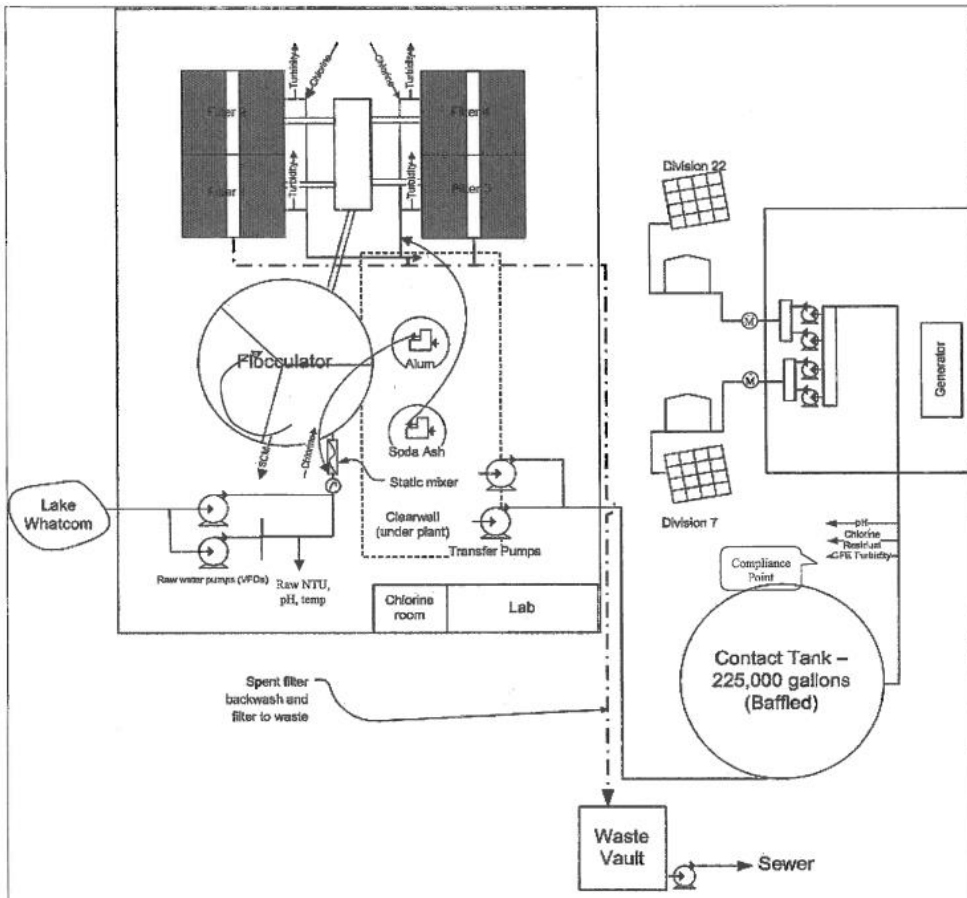 Turbidity
Chlorine
Chlorine
Turbidity
Filter 2
Filter 4
Turbidity
Turbidity
Filter 1
Filter 3
Division 22
Flocculator
Alum
M
Generator
M
SCM
Chlorine
Soda Ash
Static mixer
Lake
Whatcom
Clearwall
(under plant)
Transfer Pumps
Division 7
Raw water pumps (VFDs)
Raw NTU,
pH, temp
pH
Chlorine
Residual
CFE Turbidity
Compliance
Point
Chlorine
room
Lab
Contact Tank –
225,000 gallons
(Baffled)
Spent filter
backwash and
filter to waste
Waste
Vault
Sewer